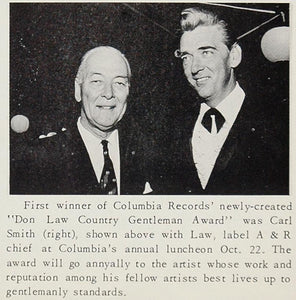 First winner of Columbia Records' newly-created
"Don Law Country Gentleman Award" was Carl
Smith (right), shown above with Law, label A & R
chief at Columbia's annual luncheon Oct. 22. The
award will go annyally to the artist whose work and
reputation among his fellow artists best lives up to
gentlemanly standards.